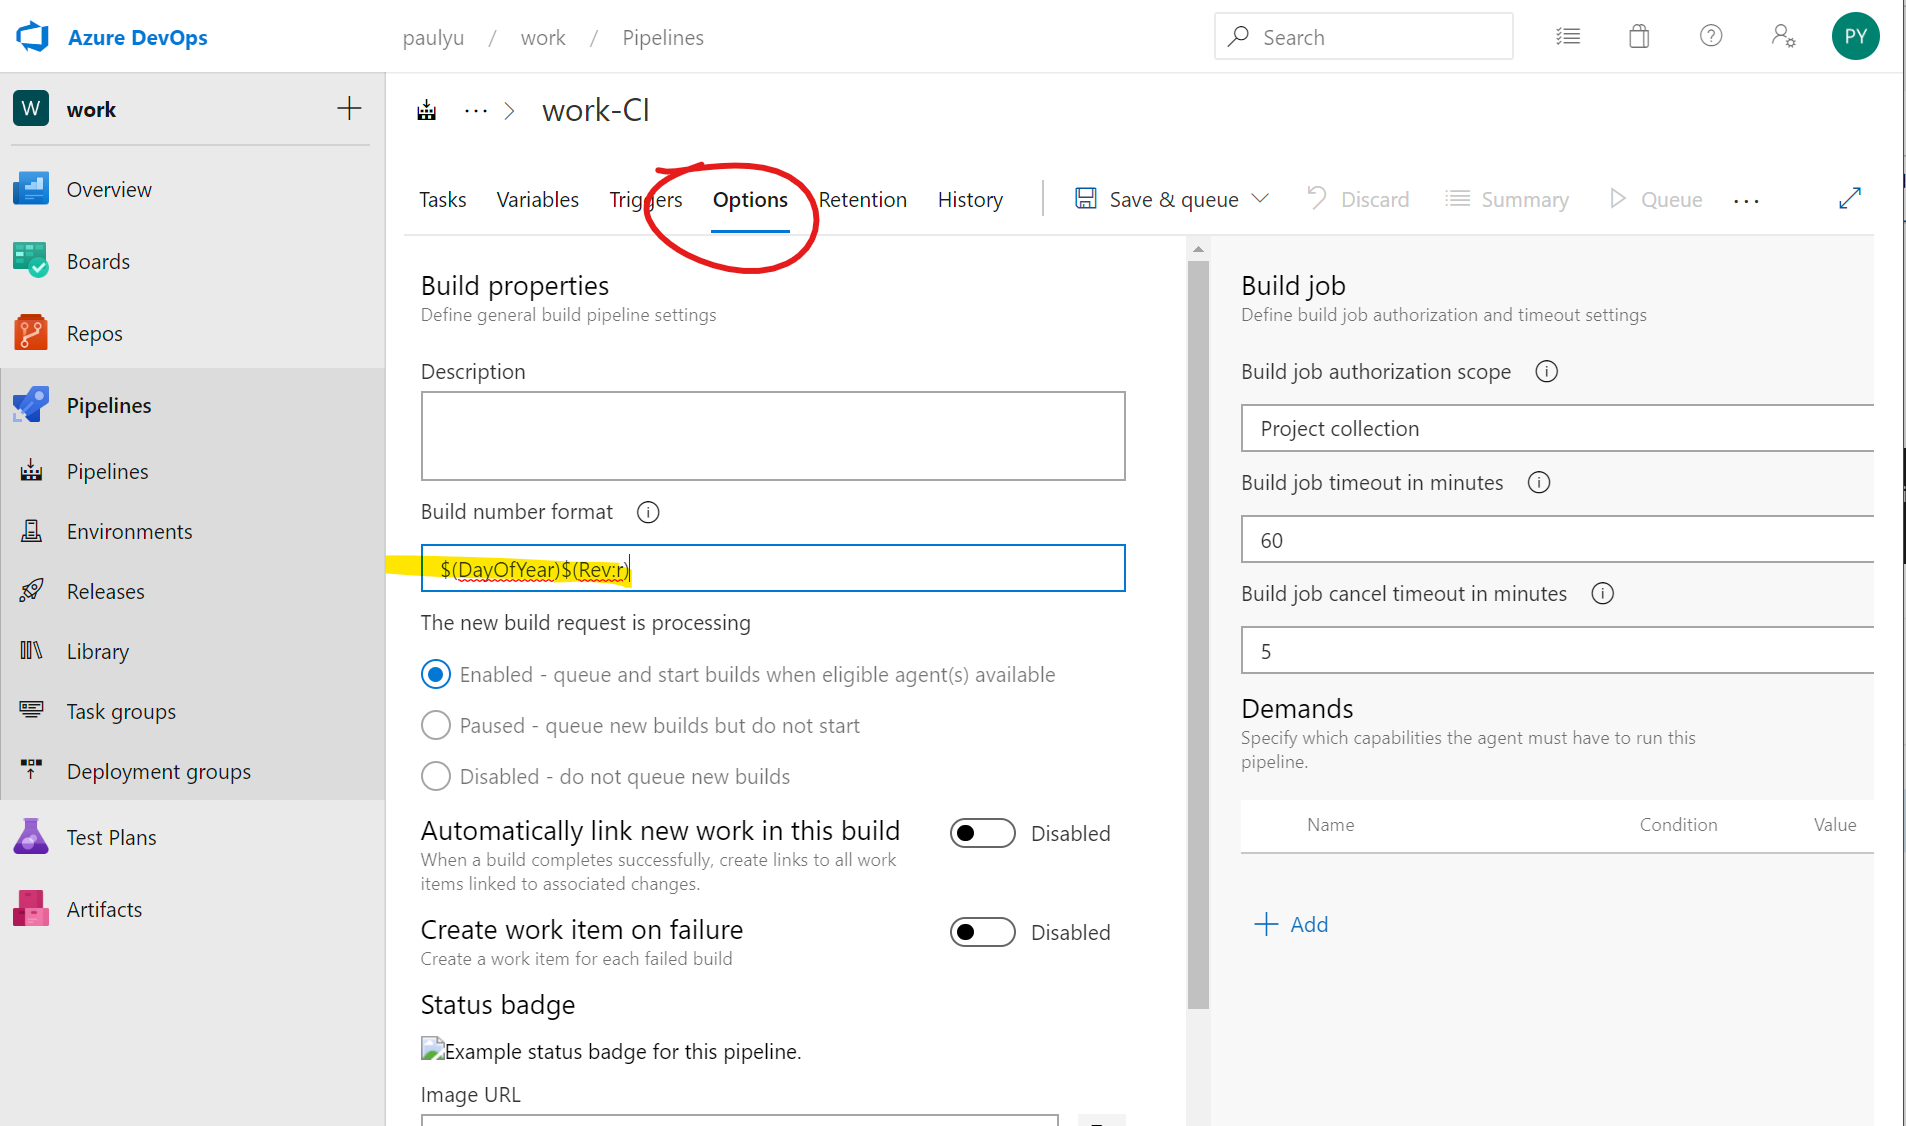 Azure DevOps
paulyu / work / Pipelines
Search
PY
W work
Overview
Boards
Repos
Pipelines
Pipelines
Environments
Releases
Library
Task groups
Deployment groups
Test Plans
Artifacts
... > work-CI
Tasks Variables Triggers Options Retention History Save & queue Discard Summary Queue ...
Build properties
Define general build pipeline settings
Description
Build number format
$(DayOfYear)$(Rev:r)
The new build request is processing
Enabled - queue and start builds when eligible agent(s) available
Paused - queue new builds but do not start
Disabled - do not queue new builds
Automatically link new work in this build
Disabled
When a build completes successfully, create links to all work
items linked to associated changes.
Create work item on failure
Disabled
Create a work item for each failed build
Status badge
Example status badge for this pipeline.
Image URL
Build job
Define build job authorization and timeout settings
Build job authorization scope
Project collection
Build job timeout in minutes
60
Build job cancel timeout in minutes
5
Demands
Specify which capabilities the agent must have to run this
pipeline.
Name Condition Value
+ Add